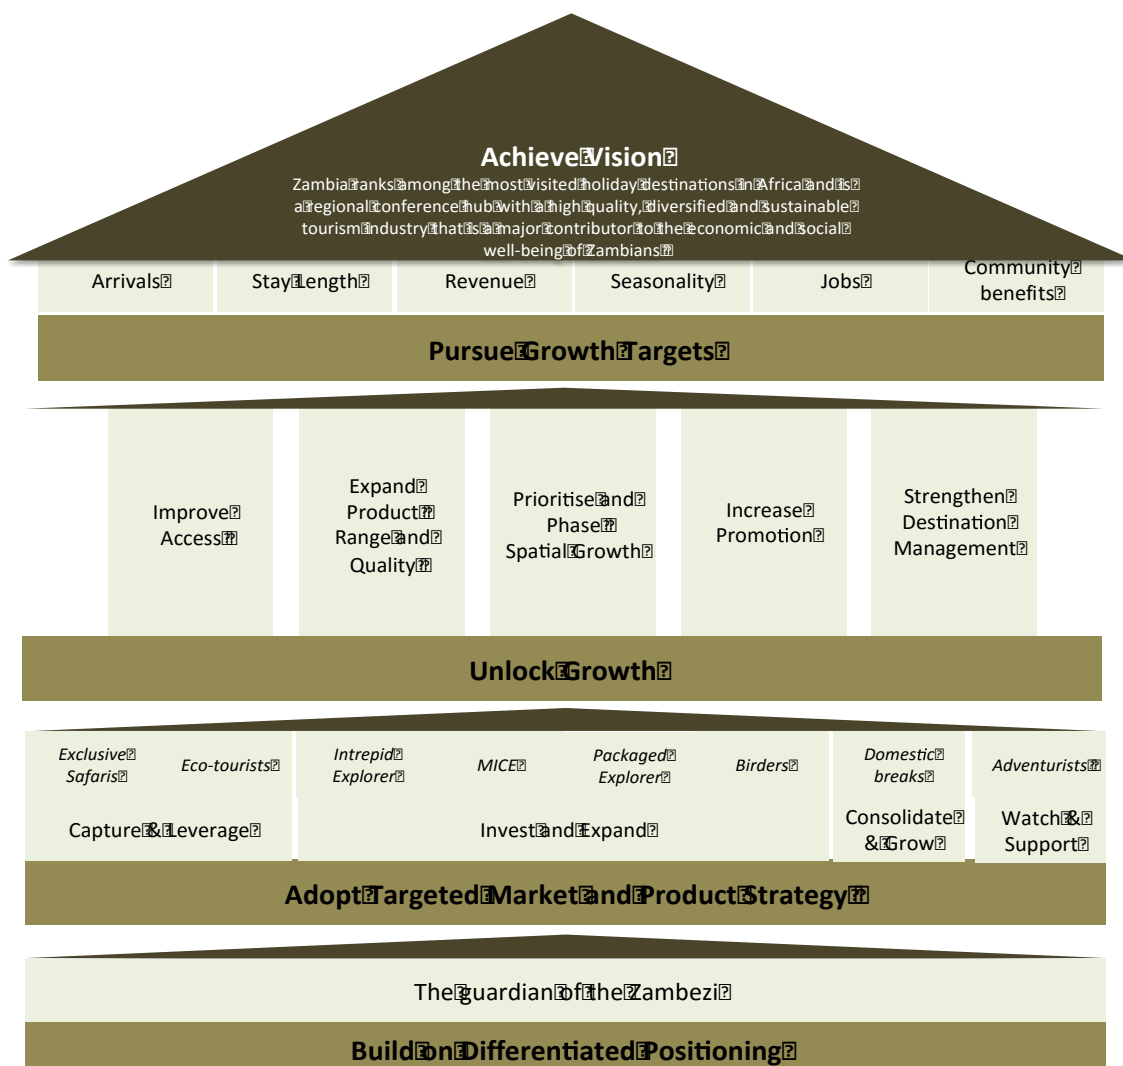 Achieve Vision
Zambia ranks among the most visited holiday destinations in Africa and is
a regional conference hub with a high quality, diversified and sustainable
tourism industry that is a major contributor to the economic and social
well-being of Zambians
Arrivals
Stay Length
Revenue
Seasonality
Jobs
Community
benefits
Pursue Growth Targets
Improve
Access
Expand
Product
Range and
Quality
Prioritise and
Phase
Spatial Growth
Increase
Promotion
Strengthen
Destination
Management
Unlock Growth
Exclusive
Safaris
Eco-tourists
Intrepid
Explorer
MICE
Packaged
Explorer
Birders
Domestic
breaks
Adventurists
Capture & Leverage
Invest and Expand
Consolidate
& Grow
Watch &
Support
Adopt Targeted Market and Product Strategy
The guardian of the Zambezi
Build on Differentiated Positioning